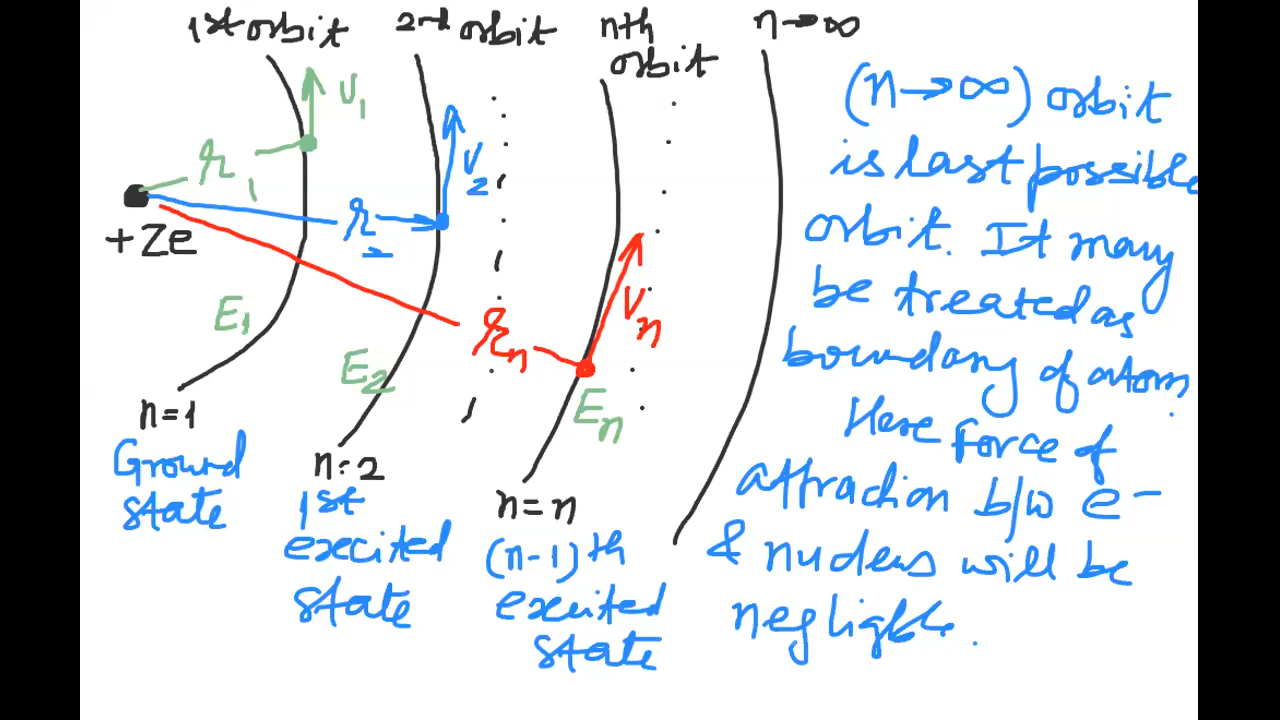 1st orbit
2nd orbit
nth orbit
n→∞
V1
V2
Vn
r1
r2
rn
+Ze
E1
E2
En
n=1
Ground
state
n=2
1st
excited
state
n=n
(n-1)th
excited
state
(n→∞) orbit
is last possible
orbit. It may
be treated as
boundary of atom.
Here force of
attraction b/w e-
& nucleus will be
negligible.